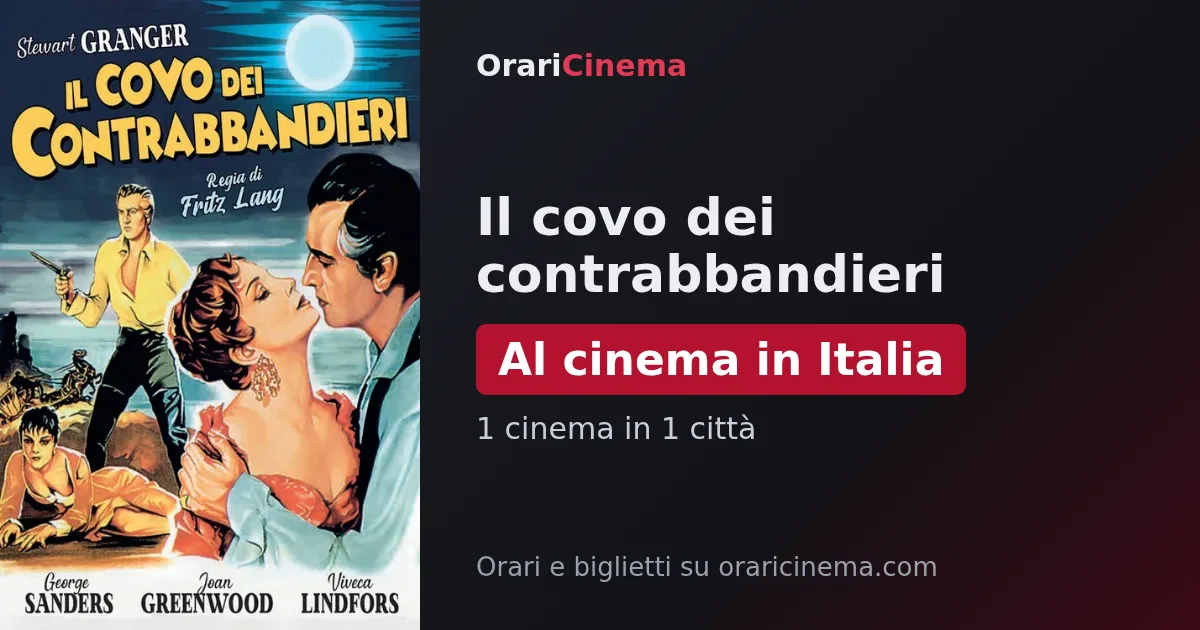 Stewart GRANGER
IL COVO DEI
CONTRABBANDIERI
Regia di
Fritz Lang
George
SANDERS
Joan
GREENWOOD
Viveca
LINDFORS
OrariCinema
Il covo dei
contrabbandieri
Al cinema in Italia
1 cinema in 1 città
Orari e biglietti su oraricinema.com